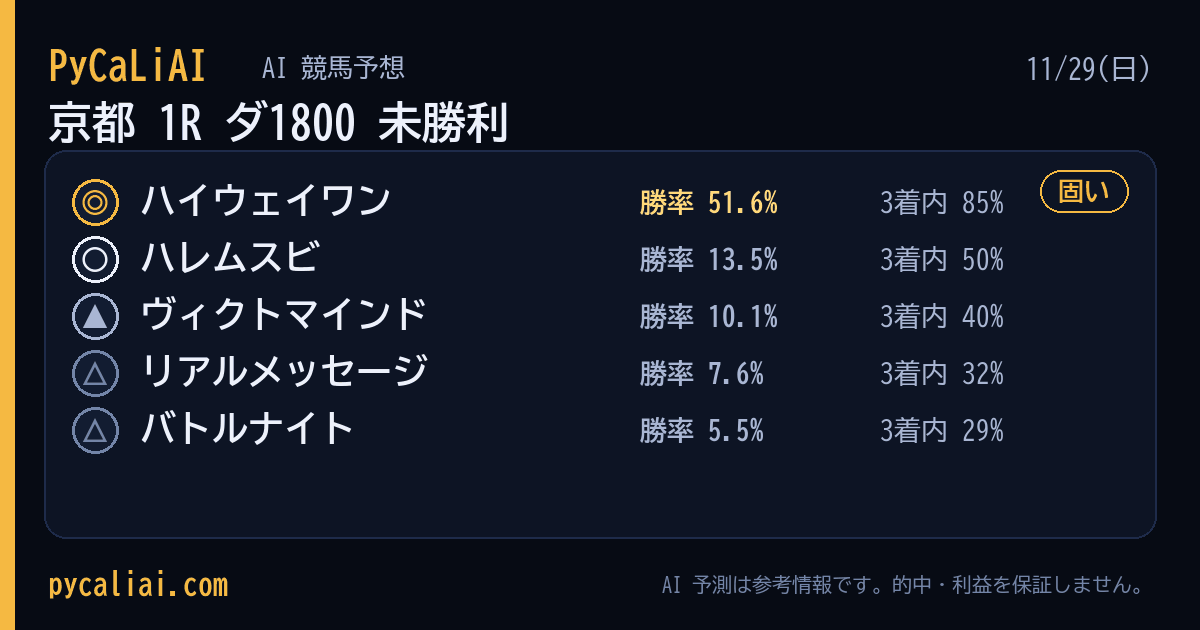 PyCaLiAI AI 競馬予想 11/29(日)
京都 1R ダ1800 未勝利
◎ ハイウェイワン 勝率 51.6% 3着内 85% 固い
○ ハレムスビ 勝率 13.5% 3着内 50%
▲ ヴィクトマインド 勝率 10.1% 3着内 40%
△ リアルメッセージ 勝率 7.6% 3着内 32%
△ バトルナイト 勝率 5.5% 3着内 29%
pycaliai.com AI 予測は参考情報です。的中・利益を保証しません。